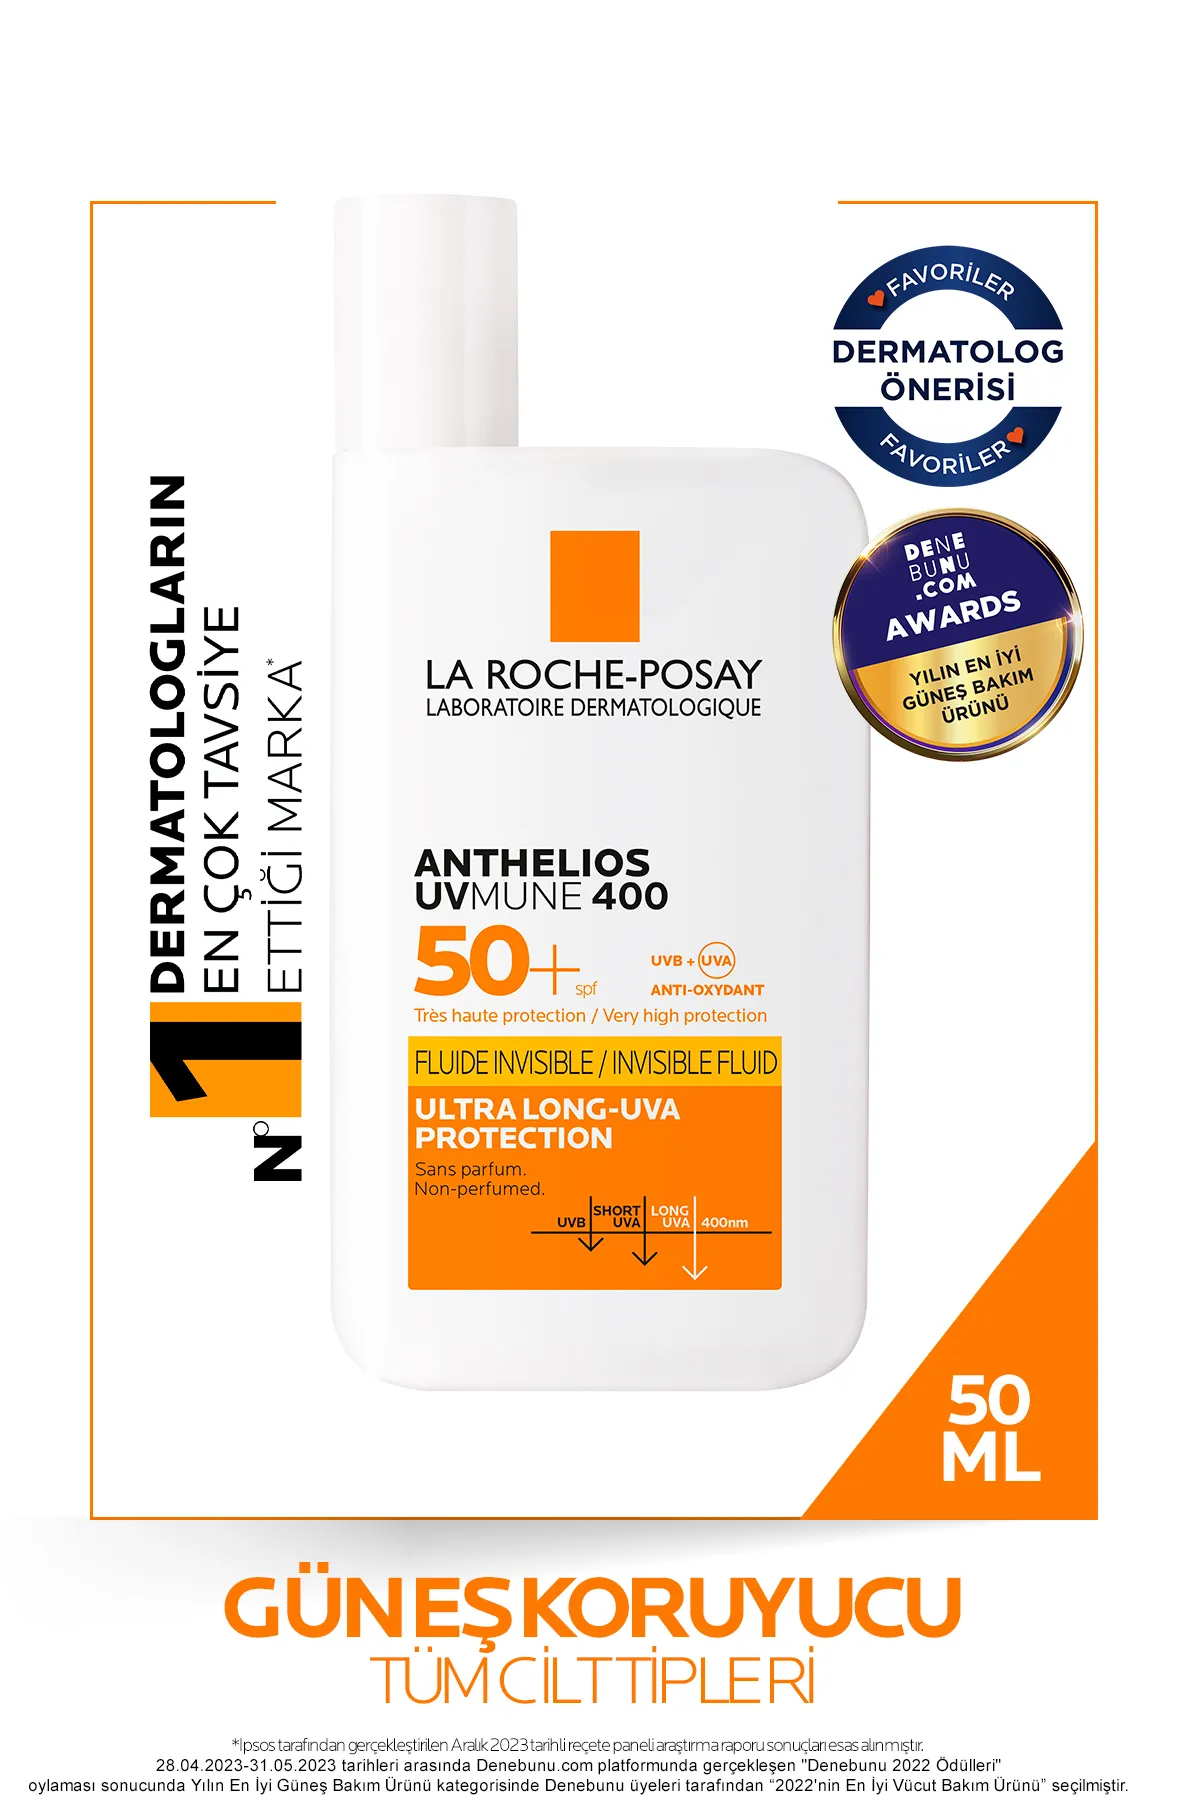 FAVORİLER
DERMATOLOG
ÖNERİSİ
FAVORİLER
DENE
BUNU
.COM
AWARDS
YILIN EN İYİ
GÜNEŞ BAKIM
ÜRÜNÜ
N° 1
DERMATOLOGLARIN
EN ÇOK TAVSİYE
ETTİĞİ MARKA*
LA ROCHE-POSAY
LABORATOIRE DERMATOLOGIQUE
ANTHELIOS
UVMUNE 400
50+ spf
UVB + UVA
ANTI-OXYDANT
Très haute protection / Very high protection
FLUIDE INVISIBLE / INVISIBLE FLUID
ULTRA LONG-UVA
PROTECTION
Sans parfum.
Non-perfumed.
UVB SHORT UVA LONG UVA 400nm
50
ML
GÜNEŞ KORUYUCU
TÜM CİLT TİPLERİ
*Ipsos tarafından gerçekleştirilen Aralık 2023 tarihli reçete paneli araştırma raporu sonuçları esas alınmıştır.
28.04.2023-31.05.2023 tarihleri arasında Denebunu.com platformunda gerçekleşen "Denebunu 2022 Ödülleri"
oylaması sonucunda Yılın En İyi Güneş Bakım Ürünü kategorisinde Denebunu üyeleri tarafından “2022'nin En İyi Vücut Bakım Ürünü” seçilmiştir.